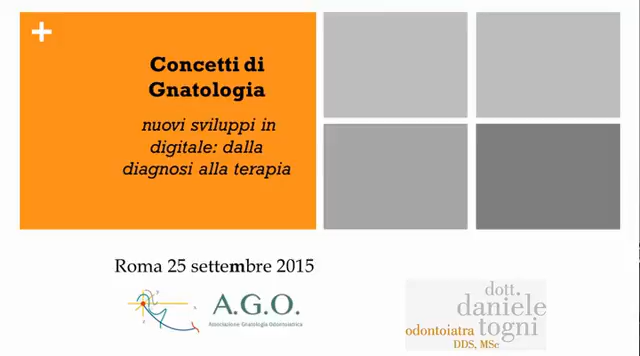 +
Concetti di
Gnatologia
nuovi sviluppi in
digitale: dalla
diagnosi alla terapia
Roma 25 settembre 2015
A.G.O.
Associazione Gnatologia Odontoiastica
dott.
daniele
odontoiatra togni
DDS, MSc